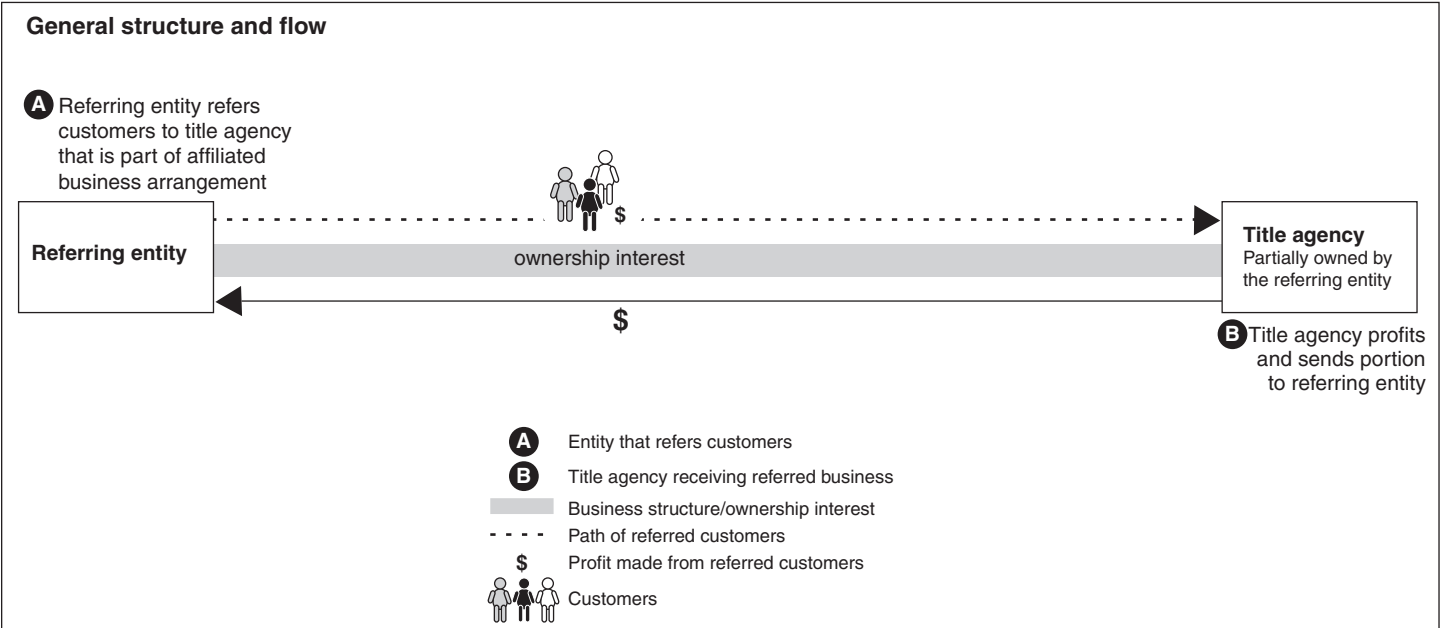 General structure and flow
A Referring entity refers
customers to title agency
that is part of affiliated
business arrangement
$
Referring entity
ownership interest
Title agency
Partially owned by
the referring entity
$
B Title agency profits
and sends portion
to referring entity
A Entity that refers customers
B Title agency receiving referred business
Business structure/ownership interest
Path of referred customers
$ Profit made from referred customers
Customers